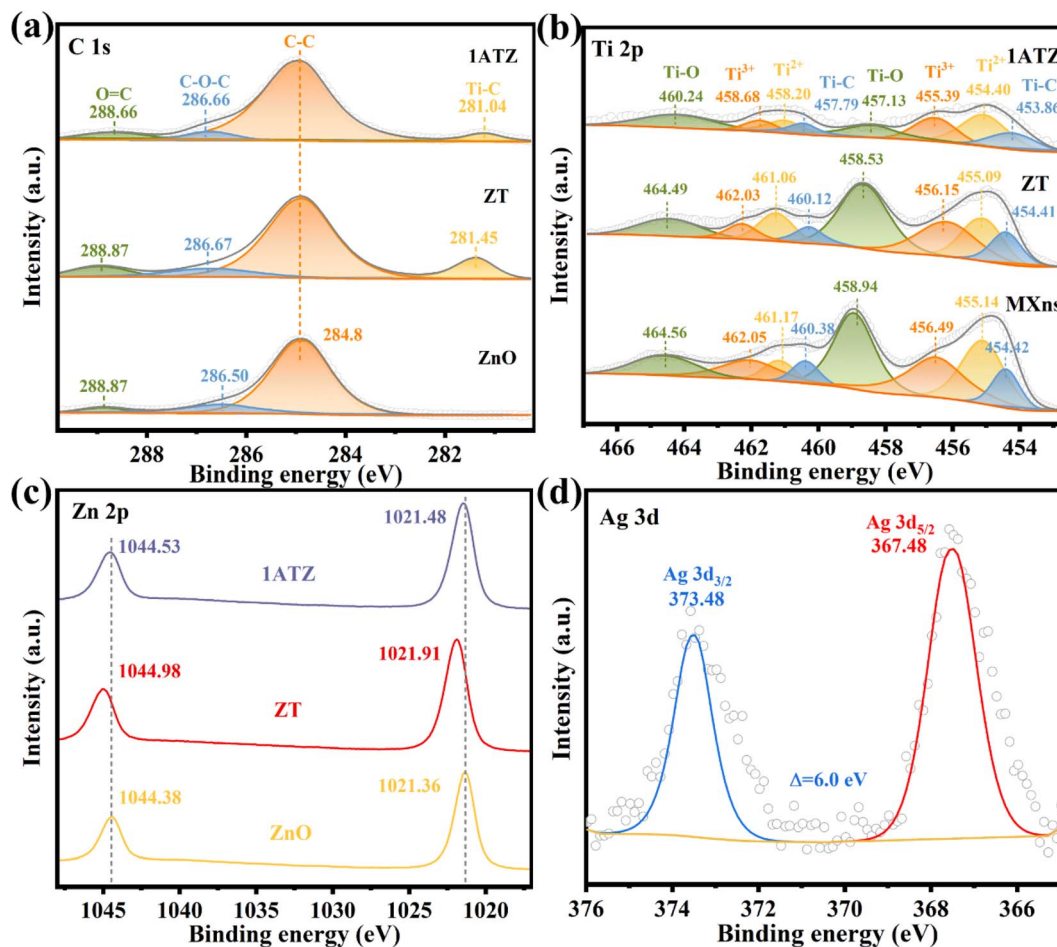 (a)
C 1s
C-C
1ATZ
O=C
288.66
C-O-C
286.66
Ti-C
281.04
ZT
288.87
286.67
281.45
284.8
ZnO
288.87
286.50
288 286 284 282
Binding energy (eV)
Intensity (a.u.)
(b)
Ti 2p
1ATZ
Ti-O
460.24
Ti³⁺
458.68
Ti²⁺
458.20
Ti-C
457.79
Ti-O
457.13
Ti³⁺
455.39
Ti²⁺
454.40
Ti-C
453.86
ZT
464.49
462.03
461.06
460.12
458.53
456.15
455.09
454.41
MXns
464.56
462.05
461.17
460.38
458.94
456.49
455.14
454.42
466 464 462 460 458 456 454
Binding energy (eV)
Intensity (a.u.)
(c)
Zn 2p
1044.53
1021.48
1ATZ
1044.98
1021.91
ZT
1044.38
1021.36
ZnO
1045 1040 1035 1030 1025 1020
Binding energy (eV)
Intensity (a.u.)
(d)
Ag 3d
Ag 3d₅/₂
367.48
Ag 3d₃/₂
373.48
Δ=6.0 eV
376 374 372 370 368 366
Binding energy (eV)
Intensity (a.u.)